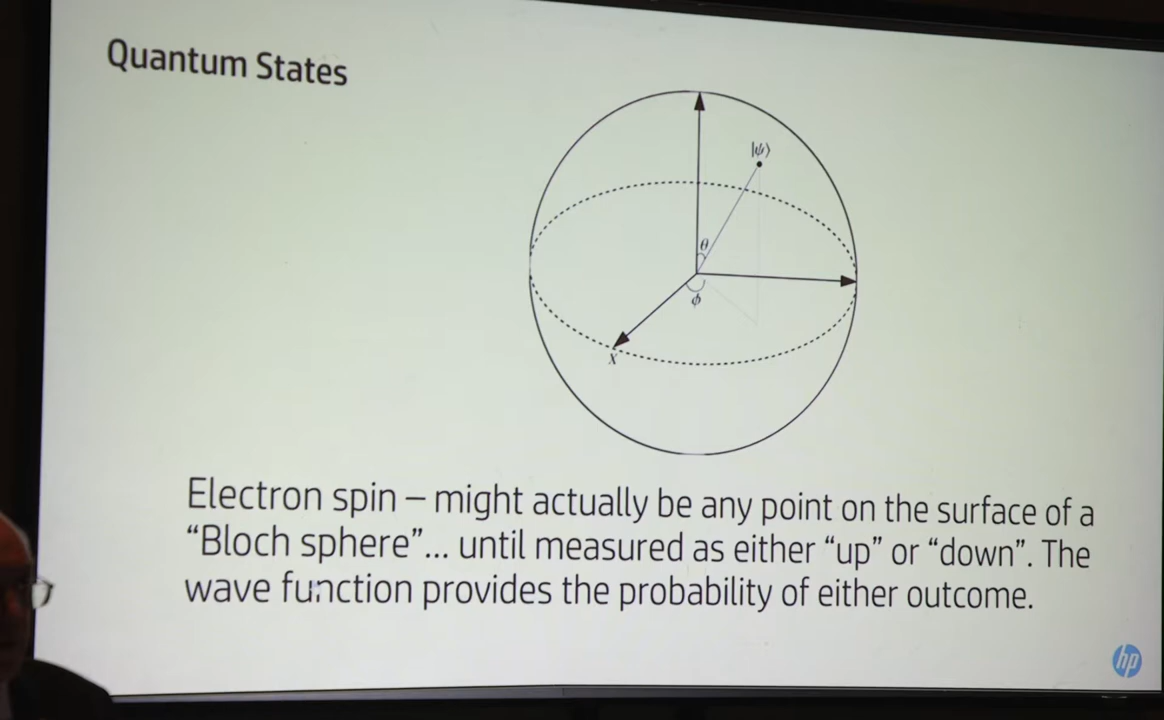 Quantum States
|ψ⟩
θ
ϕ
x
Electron spin – might actually be any point on the surface of a
“Bloch sphere”... until measured as either “up” or “down”. The
wave function provides the probability of either outcome.
hp